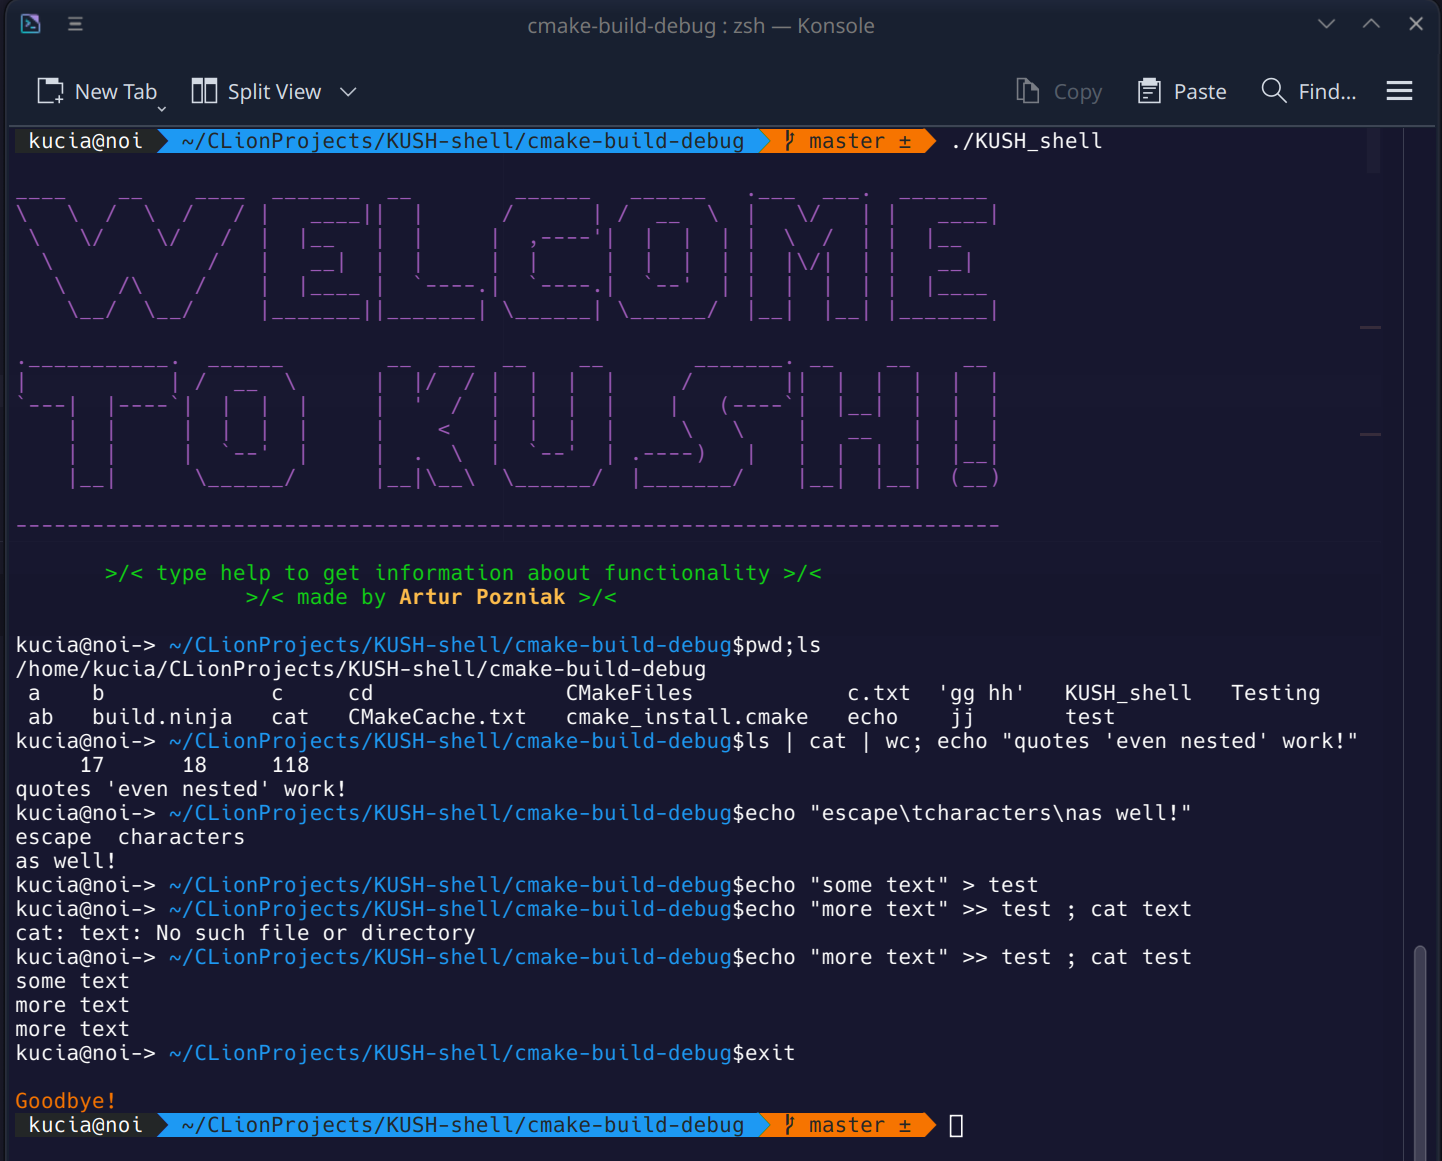 cmake-build-debug : zsh — Konsole
New Tab Split View Copy Paste Find...
kucia@noi ~/CLionProjects/KUSH-shell/cmake-build-debug master ± ./KUSH_shell
WELCOME
TO KUSH!
-----------------------------------------------------------------------------
>/< type help to get information about functionality >/<
>/< made by Artur Pozniak >/<
kucia@noi-> ~/CLionProjects/KUSH-shell/cmake-build-debug$pwd;ls
/home/kucia/CLionProjects/KUSH-shell/cmake-build-debug
a b c cd CMakeFiles c.txt 'gg hh' KUSH_shell Testing
ab build.ninja cat CMakeCache.txt cmake_install.cmake echo jj test
kucia@noi-> ~/CLionProjects/KUSH-shell/cmake-build-debug$ls | cat | wc; echo "quotes 'even nested' work!"
17 18 118
quotes 'even nested' work!
kucia@noi-> ~/CLionProjects/KUSH-shell/cmake-build-debug$echo "escape\tcharacters\nas well!"
escape characters
as well!
kucia@noi-> ~/CLionProjects/KUSH-shell/cmake-build-debug$echo "some text" > test
kucia@noi-> ~/CLionProjects/KUSH-shell/cmake-build-debug$echo "more text" >> test ; cat text
cat: text: No such file or directory
kucia@noi-> ~/CLionProjects/KUSH-shell/cmake-build-debug$echo "more text" >> test ; cat test
some text
more text
more text
kucia@noi-> ~/CLionProjects/KUSH-shell/cmake-build-debug$exit
Goodbye!
kucia@noi ~/CLionProjects/KUSH-shell/cmake-build-debug master ±